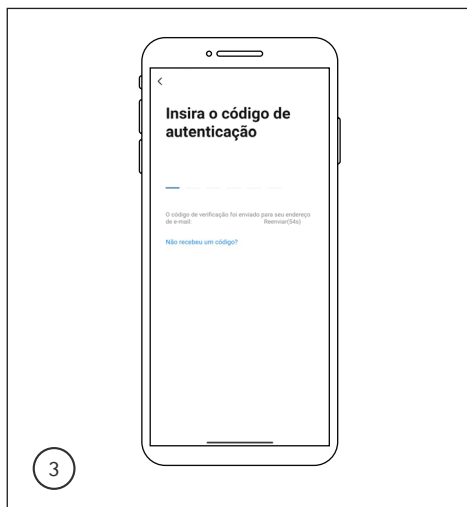 Insira o código de
autenticação
O código de verificação foi enviado para seu endereço
de e-mail: Reenviar(54s)
Não recebeu um código?
3